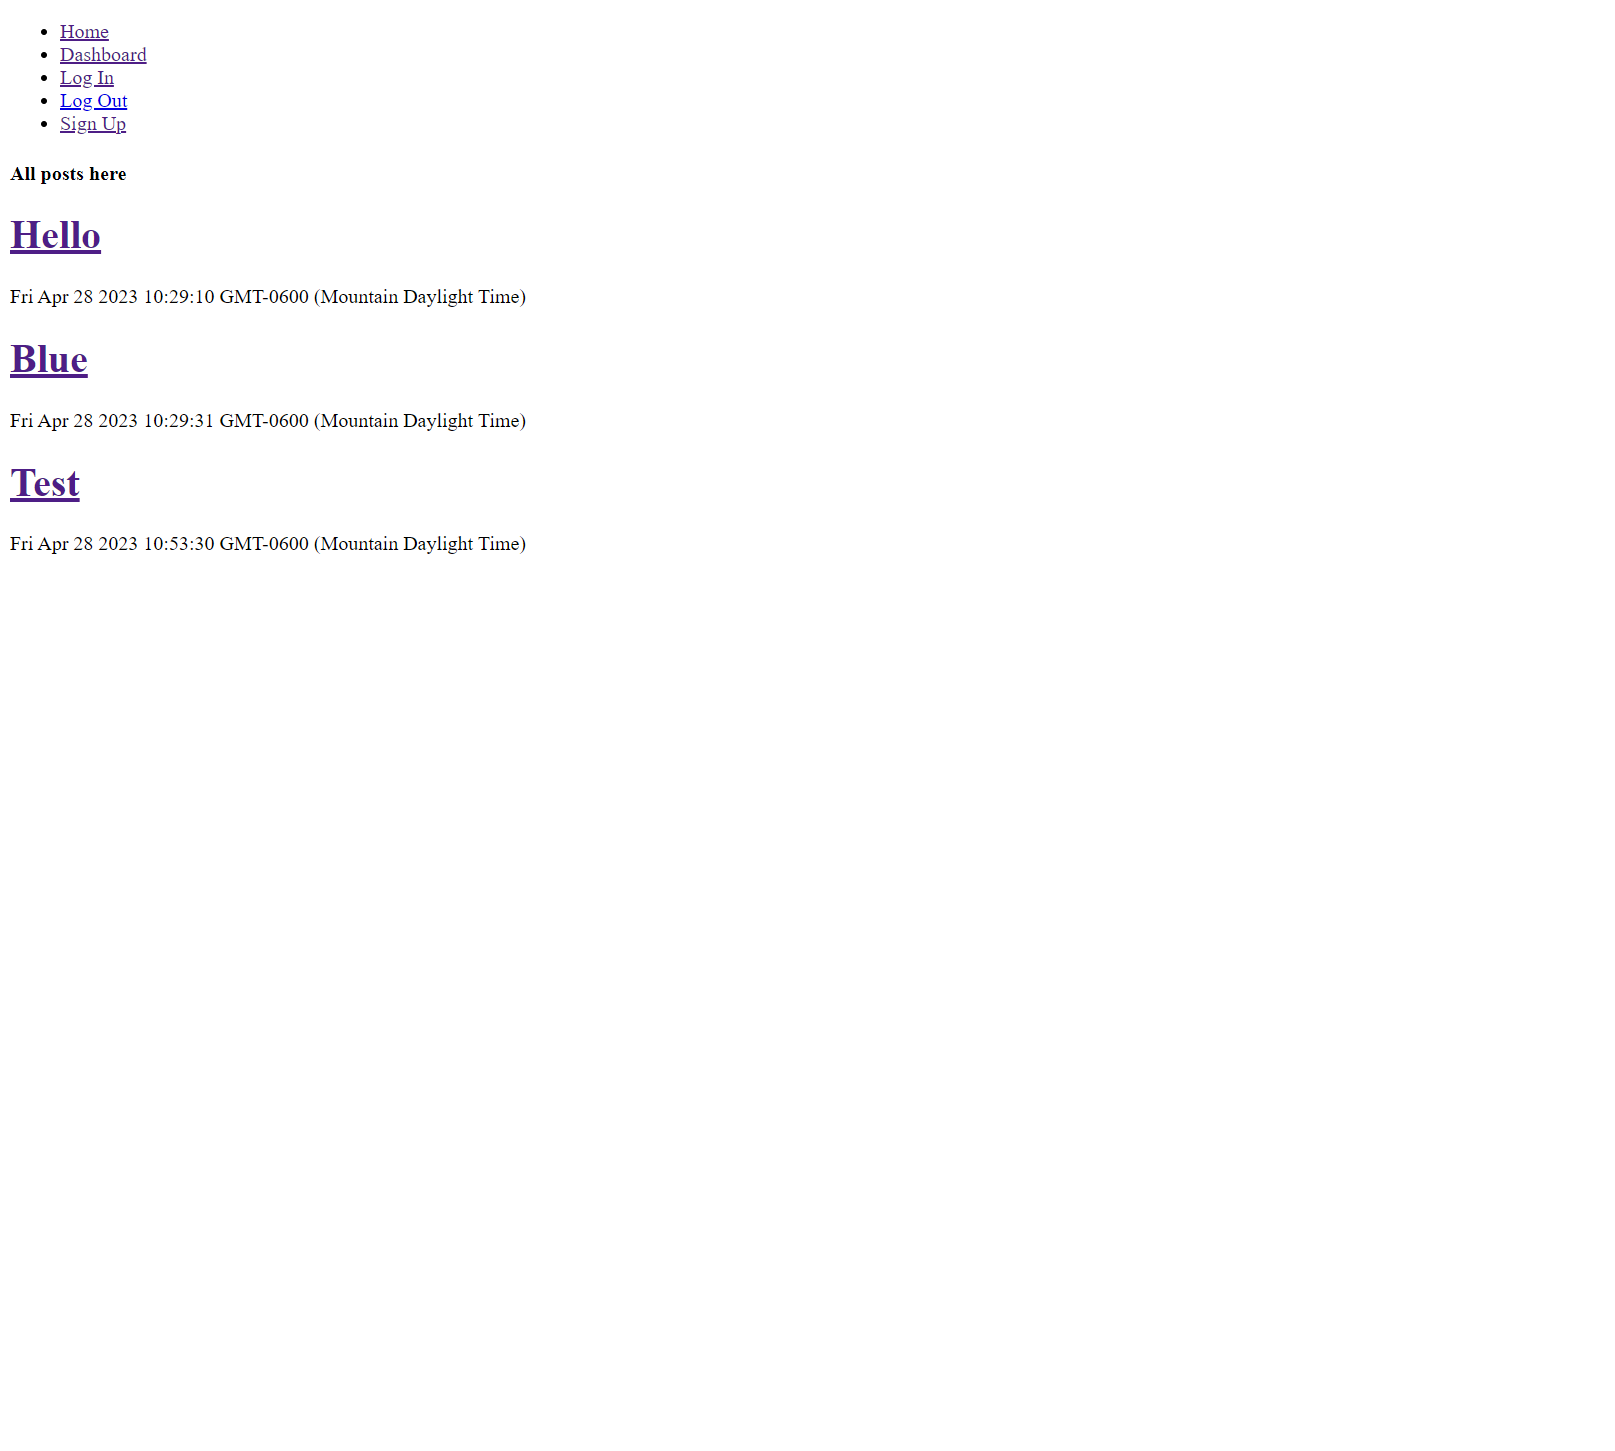 Home
Dashboard
Log In
Log Out
Sign Up
All posts here
Hello
Fri Apr 28 2023 10:29:10 GMT-0600 (Mountain Daylight Time)
Blue
Fri Apr 28 2023 10:29:31 GMT-0600 (Mountain Daylight Time)
Test
Fri Apr 28 2023 10:53:30 GMT-0600 (Mountain Daylight Time)